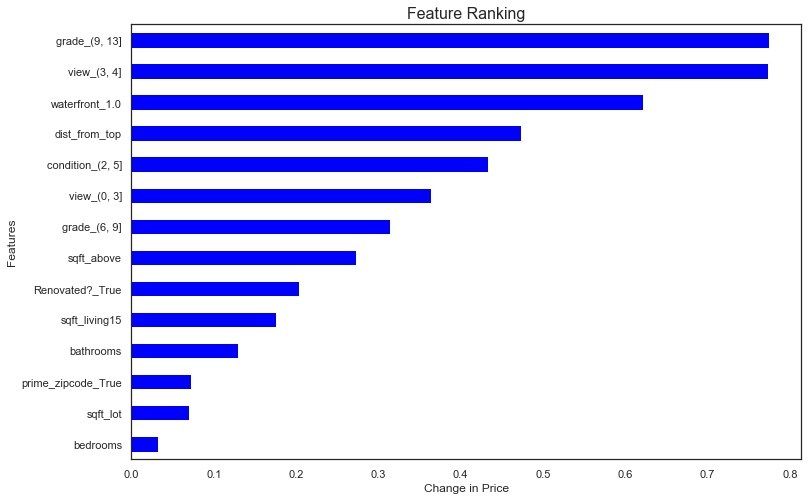 Feature Ranking
grade_(9, 13]
view_(3, 4]
waterfront_1.0
dist_from_top
condition_(2, 5]
view_(0, 3]
grade_(6, 9]
sqft_above
Renovated?_True
sqft_living15
bathrooms
prime_zipcode_True
sqft_lot
bedrooms
Features
0.0 0.1 0.2 0.3 0.4 0.5 0.6 0.7 0.8
Change in Price